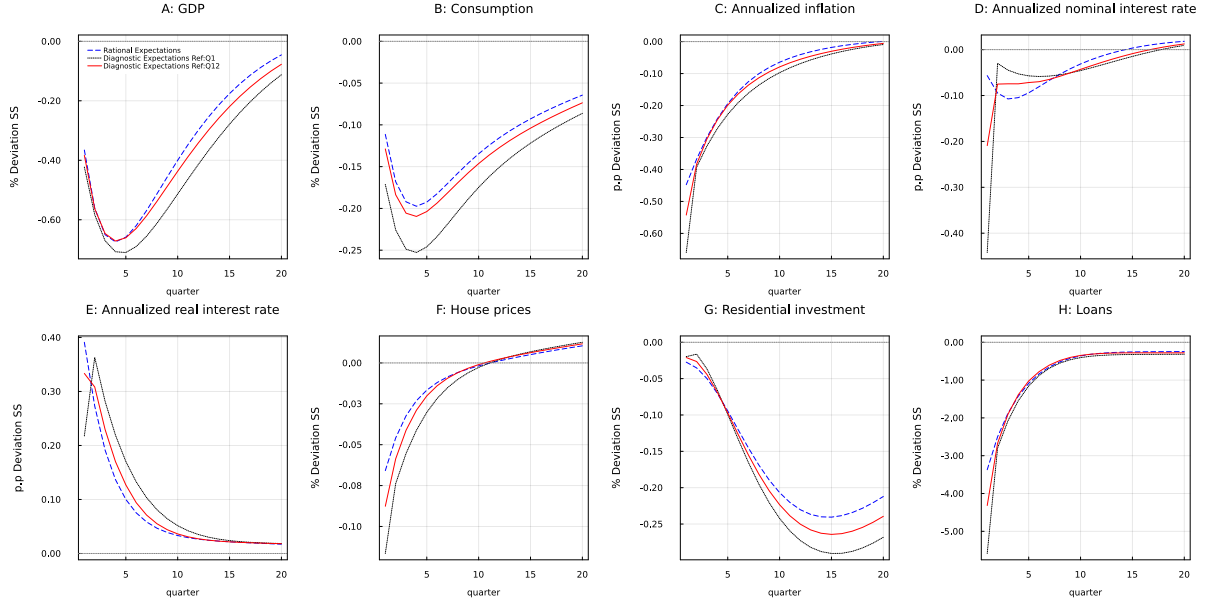 A: GDP
B: Consumption
C: Annualized inflation
D: Annualized nominal interest rate
% Deviation SS
0.00
-0.20
-0.40
-0.60
Rational Expectations
Diagnostic Expectations Ref:Q1
Diagnostic Expectations Ref:Q12
5
10
15
20
quarter
% Deviation SS
0.00
-0.05
-0.10
-0.15
-0.20
-0.25
5
10
15
20
quarter
p.p Deviation SS
0.00
-0.10
-0.20
-0.30
-0.40
-0.50
-0.60
5
10
15
20
quarter
p.p Deviation SS
0.00
-0.10
-0.20
-0.30
-0.40
5
10
15
20
quarter
E: Annualized real interest rate
F: House prices
G: Residential investment
H: Loans
p.p Deviation SS
0.40
0.30
0.20
0.10
0.00
5
10
15
20
quarter
% Deviation SS
0.00
-0.03
-0.05
-0.08
-0.10
5
10
15
20
quarter
% Deviation SS
0.00
-0.05
-0.10
-0.15
-0.20
-0.25
5
10
15
20
quarter
% Deviation SS
0.00
-1.00
-2.00
-3.00
-4.00
-5.00
5
10
15
20
quarter